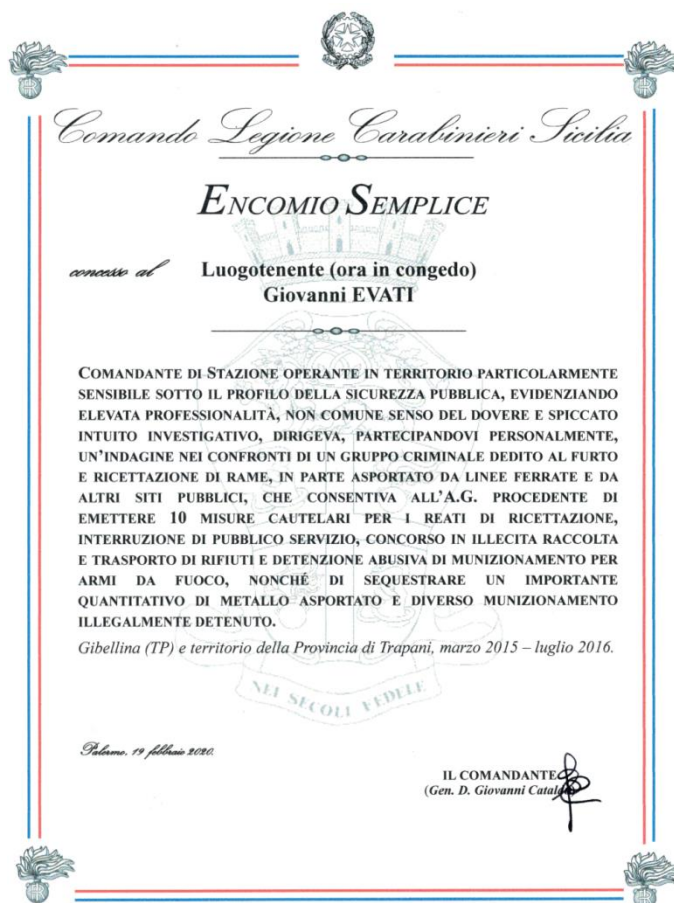 Comando Legione Carabinieri Sicilia
ENCOMIO SEMPLICE
concesso al Luogotenente (ora in congedo)
Giovanni EVATI
COMANDANTE DI STAZIONE OPERANTE IN TERRITORIO PARTICOLARMENTE
SENSIBILE SOTTO IL PROFILO DELLA SICUREZZA PUBBLICA, EVIDENZIANDO
ELEVATA PROFESSIONALITÀ, NON COMUNE SENSO DEL DOVERE E SPICCATO
INTUITO INVESTIGATIVO, DIRIGEVA, PARTECIPANDOVI PERSONALMENTE,
UN'INDAGINE NEI CONFRONTI DI UN GRUPPO CRIMINALE DEDITO AL FURTO
E RICETTAZIONE DI RAME, IN PARTE ASPORTATO DA LINEE FERRATE E DA
ALTRI SITI PUBBLICI, CHE CONSENTIVA ALL'A.G. PROCEDENTE DI
EMETTERE 10 MISURE CAUTELARI PER I REATI DI RICETTAZIONE,
INTERRUZIONE DI PUBBLICO SERVIZIO, CONCORSO IN ILLECITA RACCOLTA
E TRASPORTO DI RIFIUTI E DETENZIONE ABUSIVA DI MUNIZIONAMENTO PER
ARMI DA FUOCO, NONCHÉ DI SEQUESTRARE UN IMPORTANTE
QUANTITATIVO DI METALLO ASPORTATO E DIVERSO MUNIZIONAMENTO
ILLEGALMENTE DETENUTO.
Gibellina (TP) e territorio della Provincia di Trapani, marzo 2015 – luglio 2016.
NEI SECOLI FEDELE
Palermo, 19 febbraio 2020.
IL COMANDANTE
(Gen. D. Giovanni